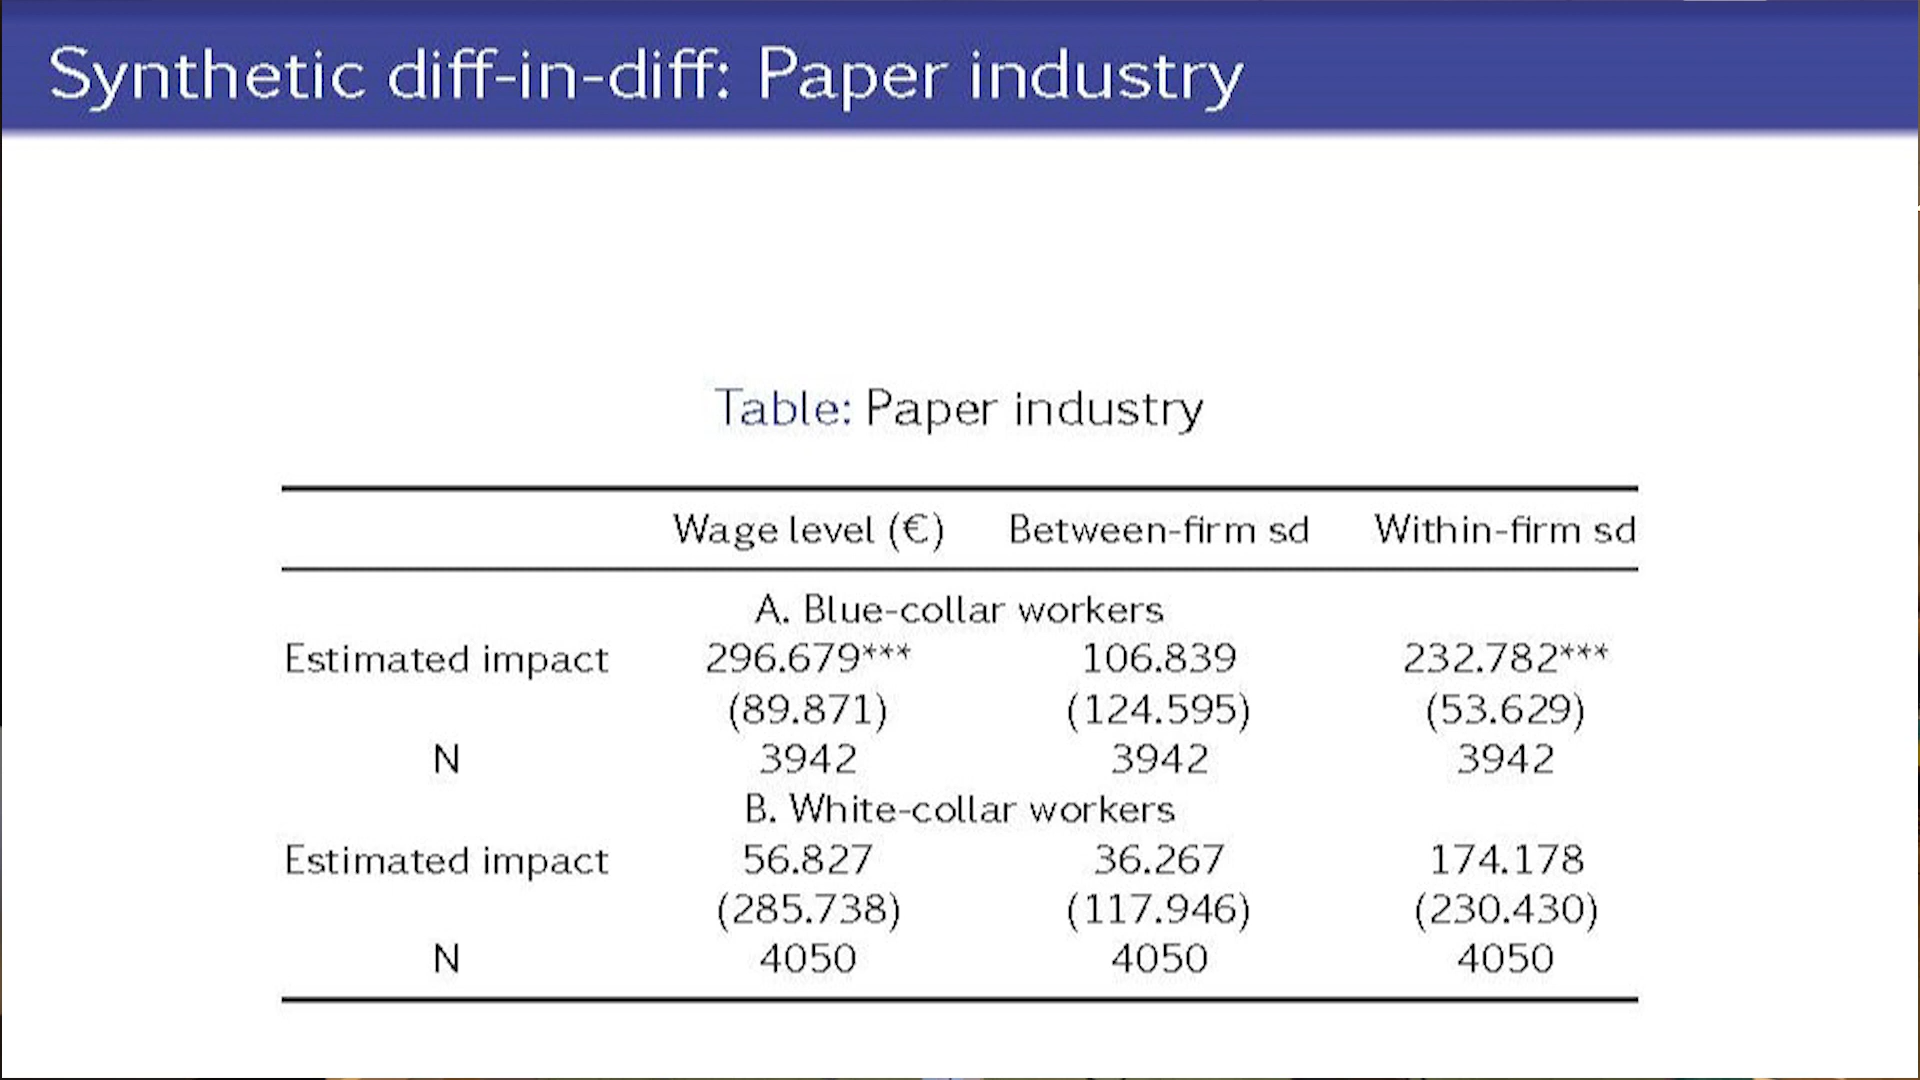 Synthetic diff-in-diff: Paper industry
Table: Paper industry
Wage level (€) Between-firm sd Within-firm sd
A. Blue-collar workers
Estimated impact 296.679*** 106.839 232.782***
(89.871) (124.595) (53.629)
N 3942 3942 3942
B. White-collar workers
Estimated impact 56.827 36.267 174.178
(285.738) (117.946) (230.430)
N 4050 4050 4050